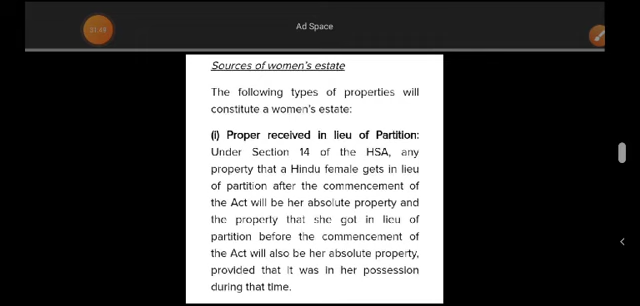 Ad Space
Sources of women's estate
The following types of properties will
constitute a women's estate:
(i) Proper received in lieu of Partition:
Under Section 14 of the HSA, any
property that a Hindu female gets in lieu
of partition after the commencement of
the Act will be her absolute property and
the property that she got in lieu of
partition before the commencement of
the Act will also be her absolute property,
provided that it was in her possession
during that time.